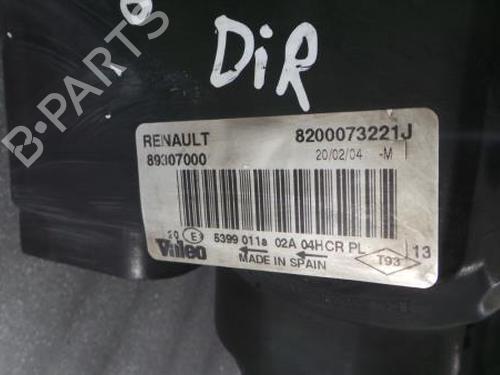 DiR
RENAULT 8200073221J
89307000 20/02/04 -M
20 E 5399 011a 02A 04HCR PL 13
Valeo MADE IN SPAIN T93
B-PARTS